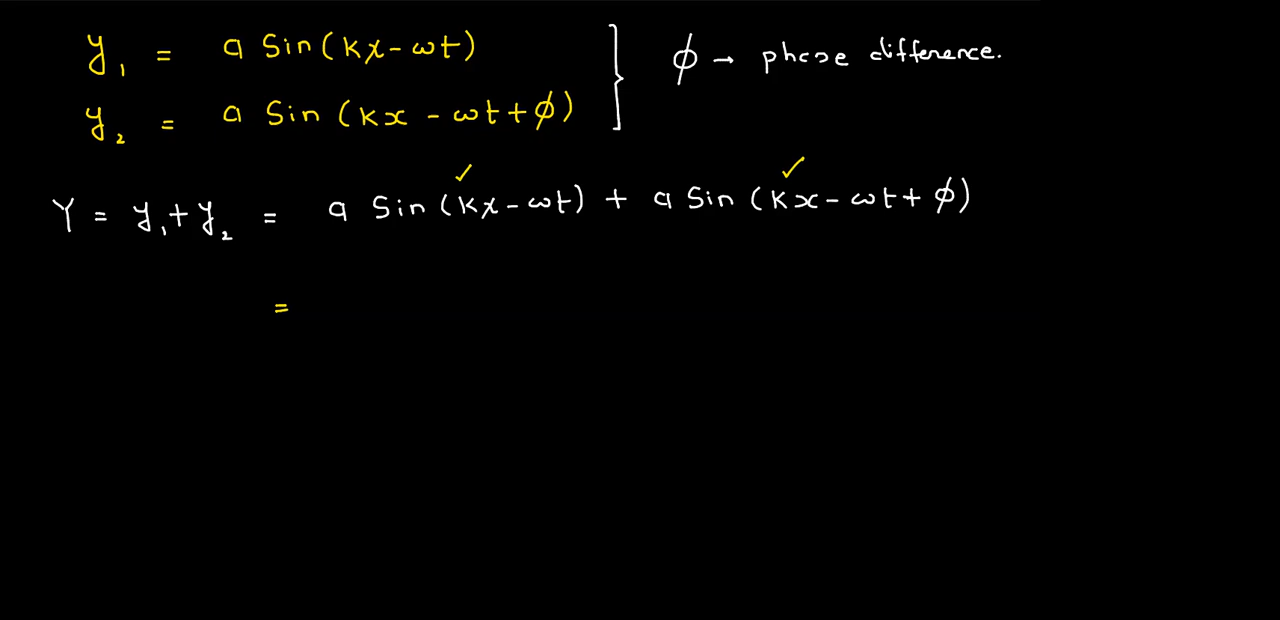 y₁ = a Sin(kx-ωt) } ϕ → phase difference.
y₂ = a Sin (kx - ωt+ϕ)
Y = y₁+y₂ = a Sin (kx-ωt) + a Sin (kx-ωt+ ϕ)
=